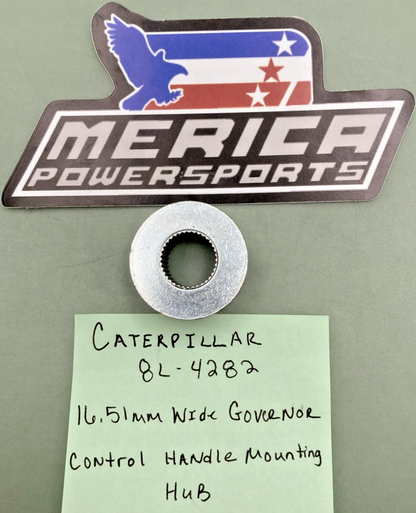 MERICA
POWERSPORTS
CATERPILLAR
8L-4282
16.51mm WIDE GOVERNOR
CONTROL HANDLE MOUNTING
HUB